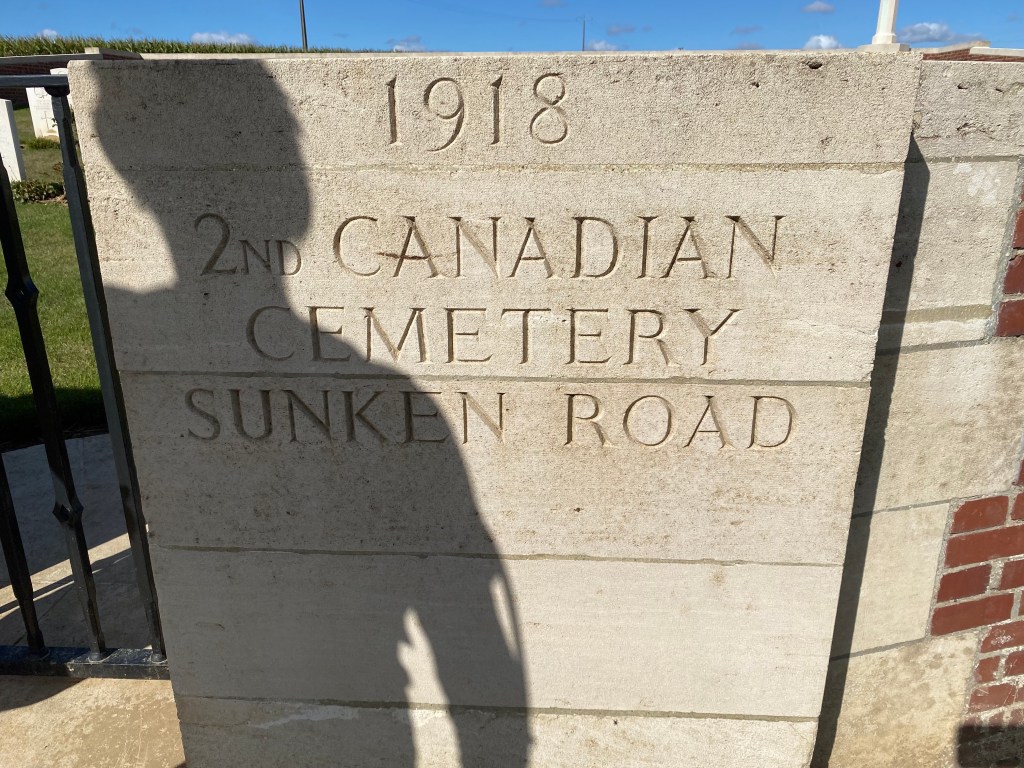 1918
2ND CANADIAN
CEMETERY
SUNKEN ROAD